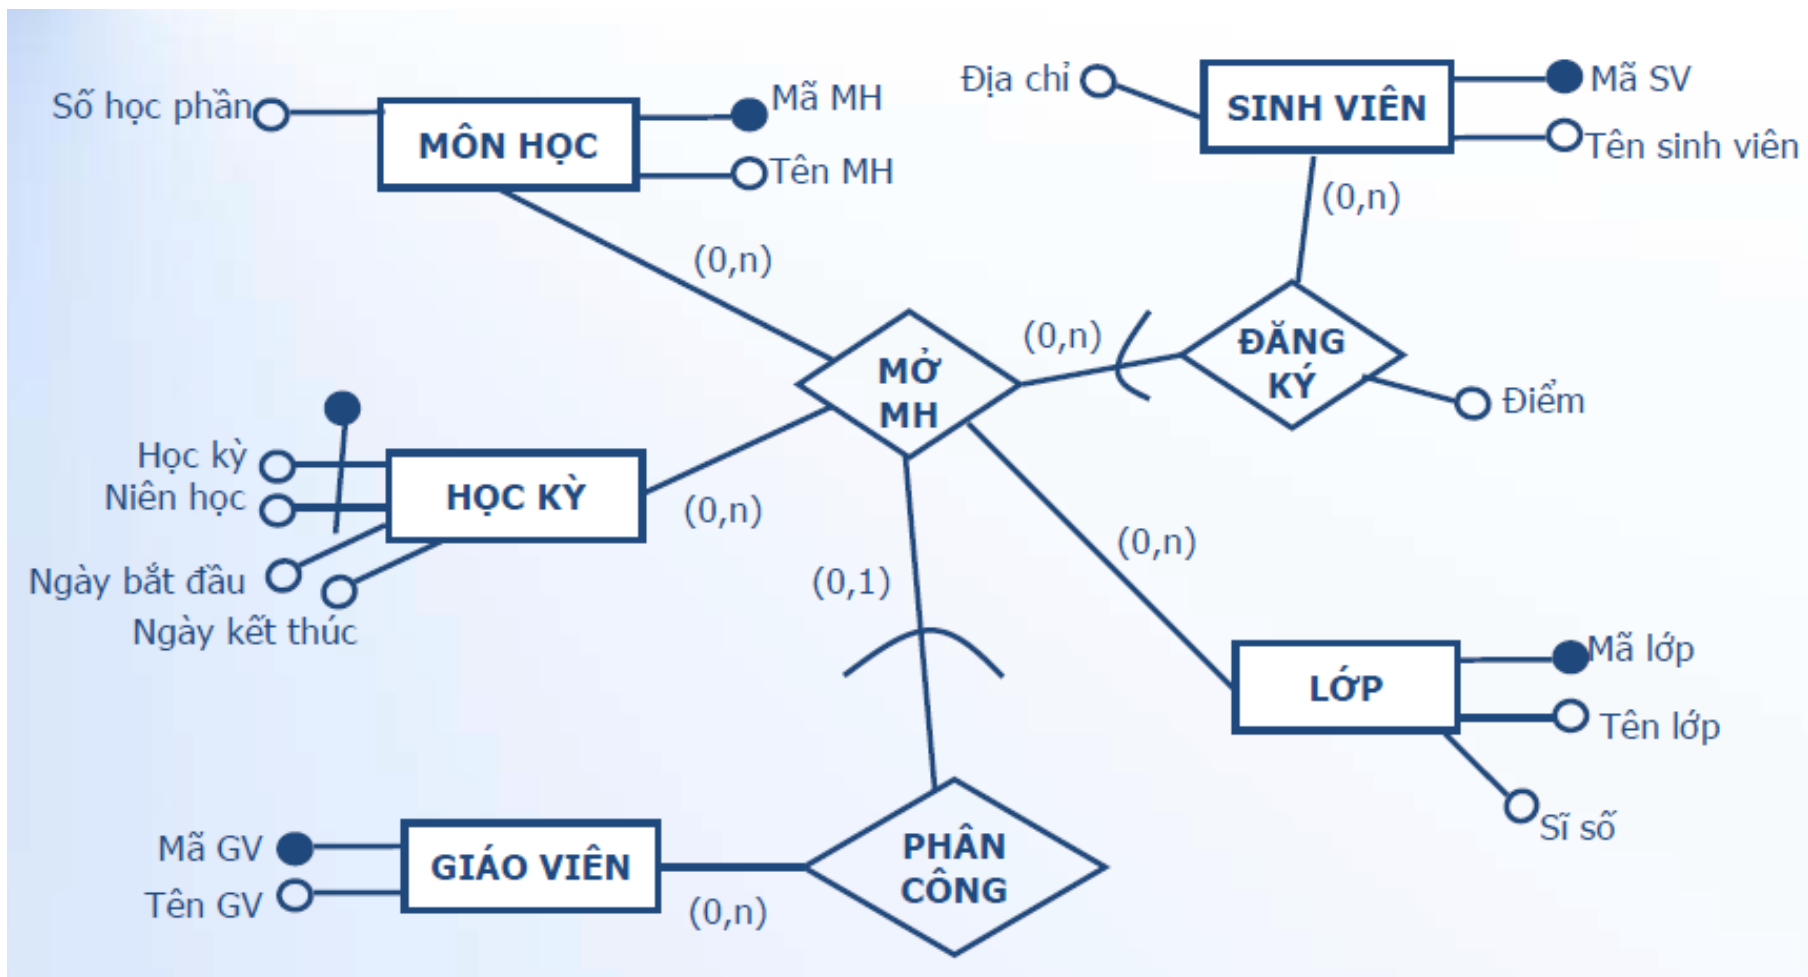 Số học phần
MÔN HỌC
Mã MH
Tên MH
Địa chỉ
SINH VIÊN
Mã SV
Tên sinh viên
(0,n)
(0,n)
(0,n)
MỞ
MH
ĐĂNG
KÝ
Điểm
Học kỳ
Niên học
HỌC KỲ
Ngày bắt đầu
Ngày kết thúc
(0,n)
(0,n)
(0,1)
LỚP
Mã lớp
Tên lớp
Sĩ số
Mã GV
Tên GV
GIÁO VIÊN
(0,n)
PHÂN
CÔNG